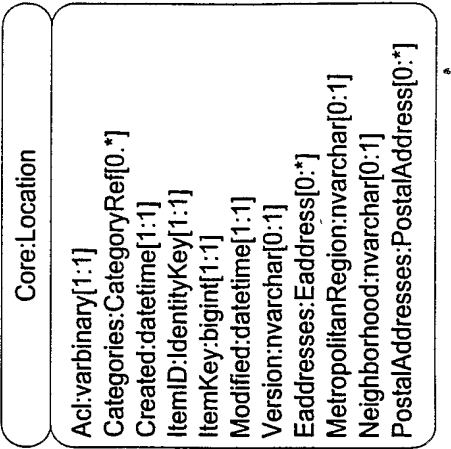 Core:Location
Acl:varbinary[1:1]
Categories:CategoryRef[0.*]
Created:datetime[1:1]
ItemID:IdentityKey[1:1]
ItemKey:bigint[1:1]
Modified:datetime[1:1]
Version:nvarchar[0:1]
Eaddresses:Eaddress[0:*]
MetropolitanRegion:nvarchar[0:1]
Neighborhood:nvarchar[0:1]
PostalAddresses:PostalAddress[0:*]